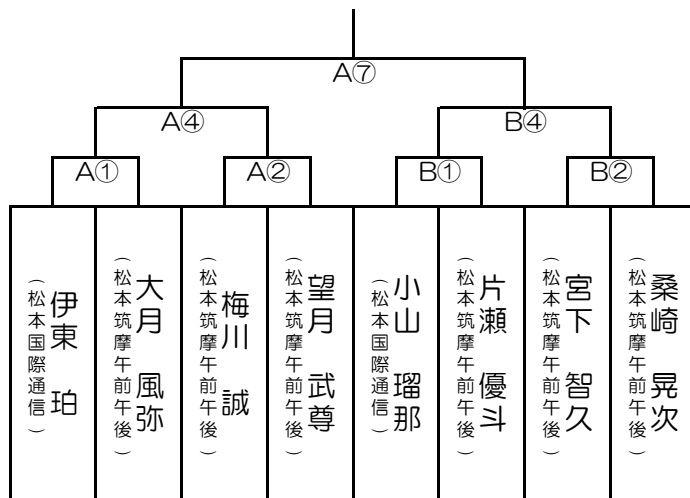 A⑦
A④
B④
A①
A②
B①
B②
伊東 珀
（松本国際通信）
大月 風弥
（松本筑摩午前午後）
梅川 誠
（松本筑摩午前午後）
望月 武尊
（松本筑摩午前午後）
小山 瑠那
（松本国際通信）
片瀬 優斗
（松本筑摩午前午後）
宮下 智久
（松本筑摩午前午後）
桑崎 晃次
（松本筑摩午前午後）